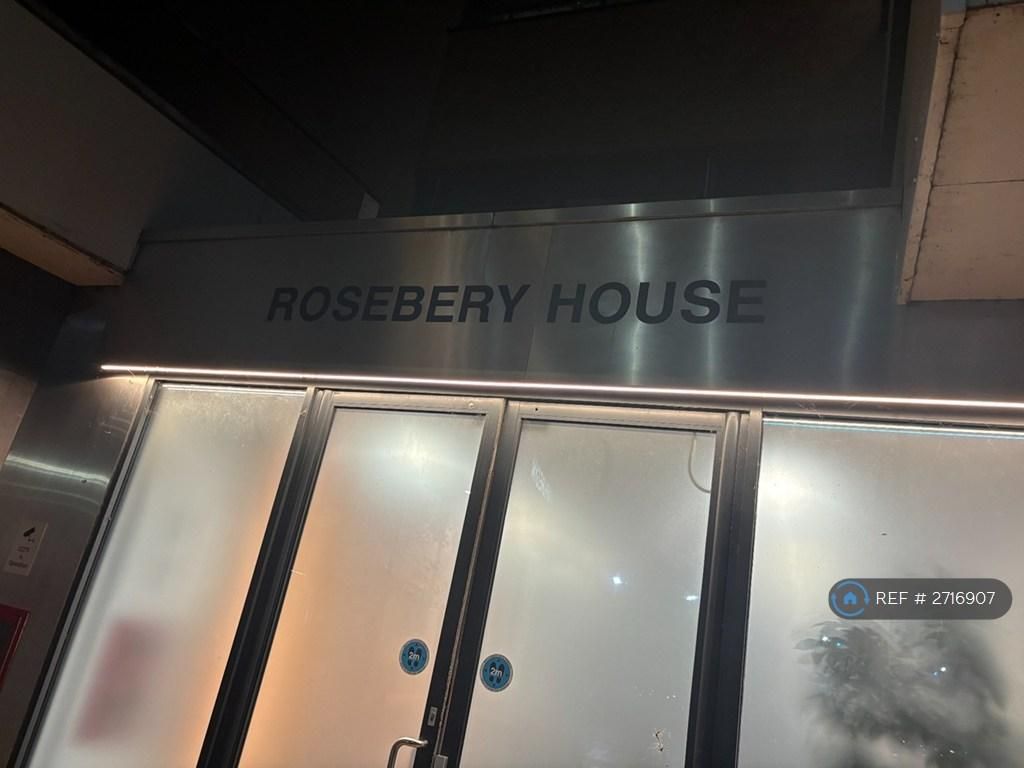 ROSEBERY HOUSE
REF # 2716907
2m
2m